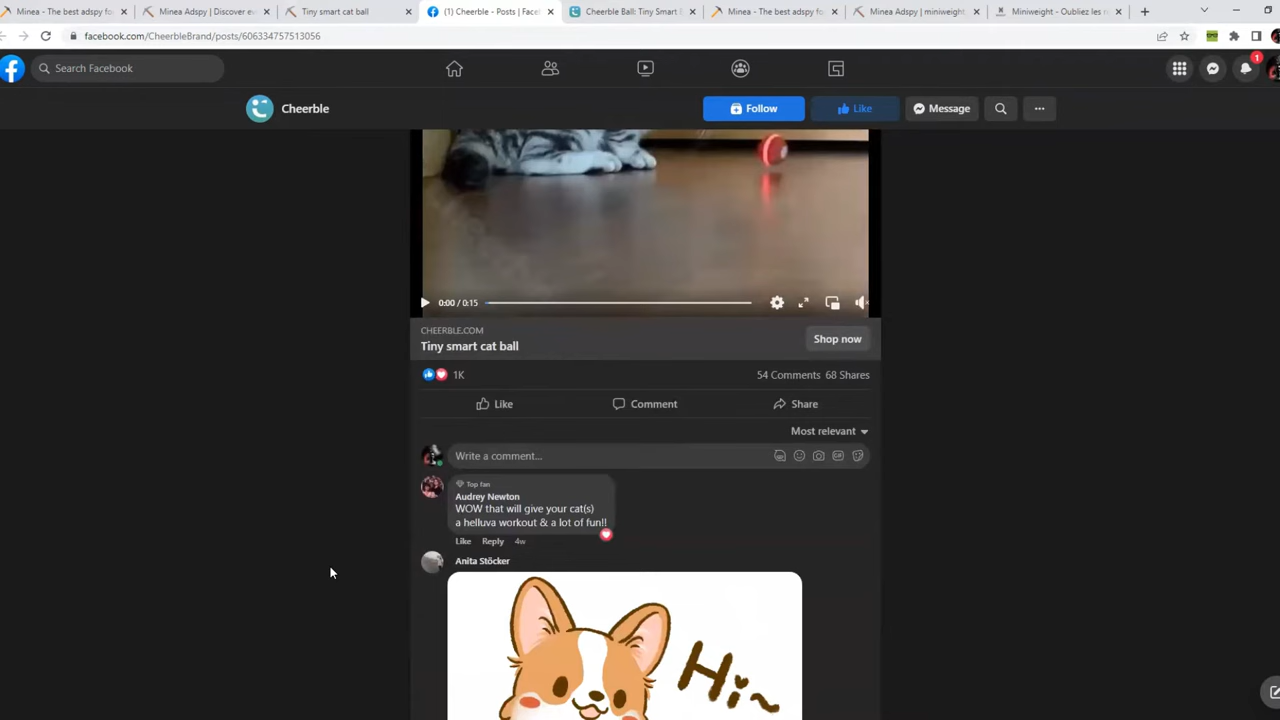 Minea - The best adspy fo
Minea Adspy | Discover ev
Tiny smart cat ball
(1) Cheerble - Posts | Face
Cheerble Ball: Tiny Smart I
Minea - The best adspy fo
Minea Adspy | miniweight
Miniweight - Oubliez les r
facebook.com/CheerbleBrand/posts/606334757513056
Search Facebook
1
Cheerble
Follow
Like
Message
0:00 / 0:15
CHEERBLE.COM
Tiny smart cat ball
Shop now
1K
54 Comments 68 Shares
Like
Comment
Share
Most relevant
Write a comment...
GIF
Top fan
Audrey Newton
WOW that will give your cat(s)
a helluva workout & a lot of fun!!
Like Reply 4w
Anita Stöcker
Hi~